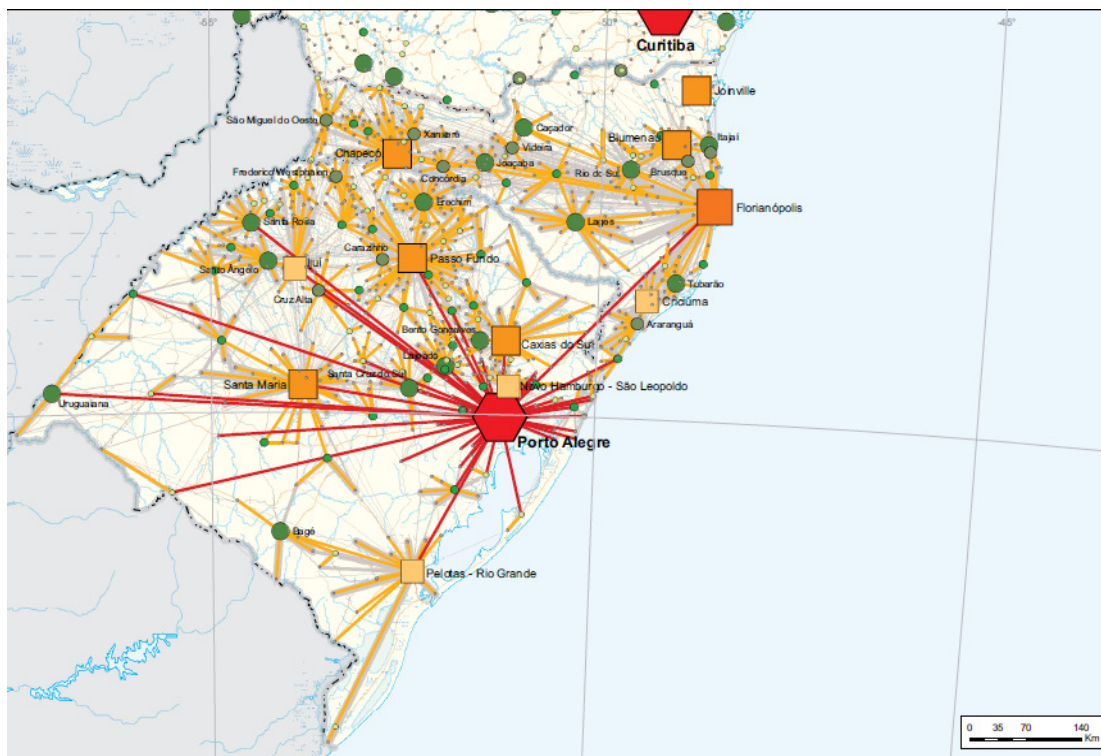 -55°
-50°
-45°
Curitiba
Joinville
São Miguel do Oeste
Xanxerê
Caçador
Chapecó
Videira
Blumenau
Itajaí
Frederico Westphalen
Concórdia
Joaçaba
Rio do Sul
Brusque
Erechim
Florianópolis
Santa Rosa
Lages
Carazinho
Passo Fundo
Santo Ângelo
Ijuí
Tubarão
Cruz Alta
Criciúma
Bento Gonçalves
Araranguá
Caxias do Sul
Lajeado
Santa Maria
Santa Cruz do Sul
Novo Hamburgo - São Leopoldo
Uruguaiana
Porto Alegre
Bagé
Pelotas - Rio Grande
0 35 70 140
Km